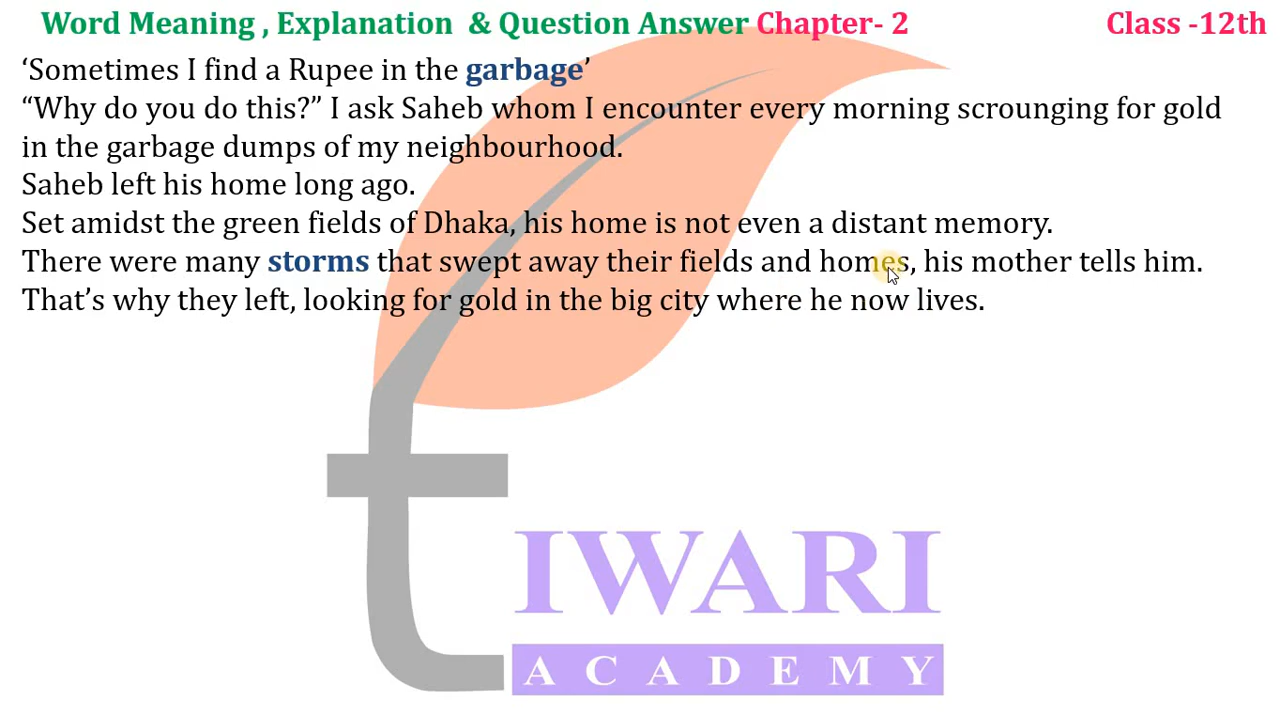 Word Meaning , Explanation & Question Answer Chapter- 2 Class -12th
‘Sometimes I find a Rupee in the garbage’
“Why do you do this?” I ask Saheb whom I encounter every morning scrounging for gold
in the garbage dumps of my neighbourhood.
Saheb left his home long ago.
Set amidst the green fields of Dhaka, his home is not even a distant memory.
There were many storms that swept away their fields and homes, his mother tells him.
That’s why they left, looking for gold in the big city where he now lives.
tIWARI
ACADEMY